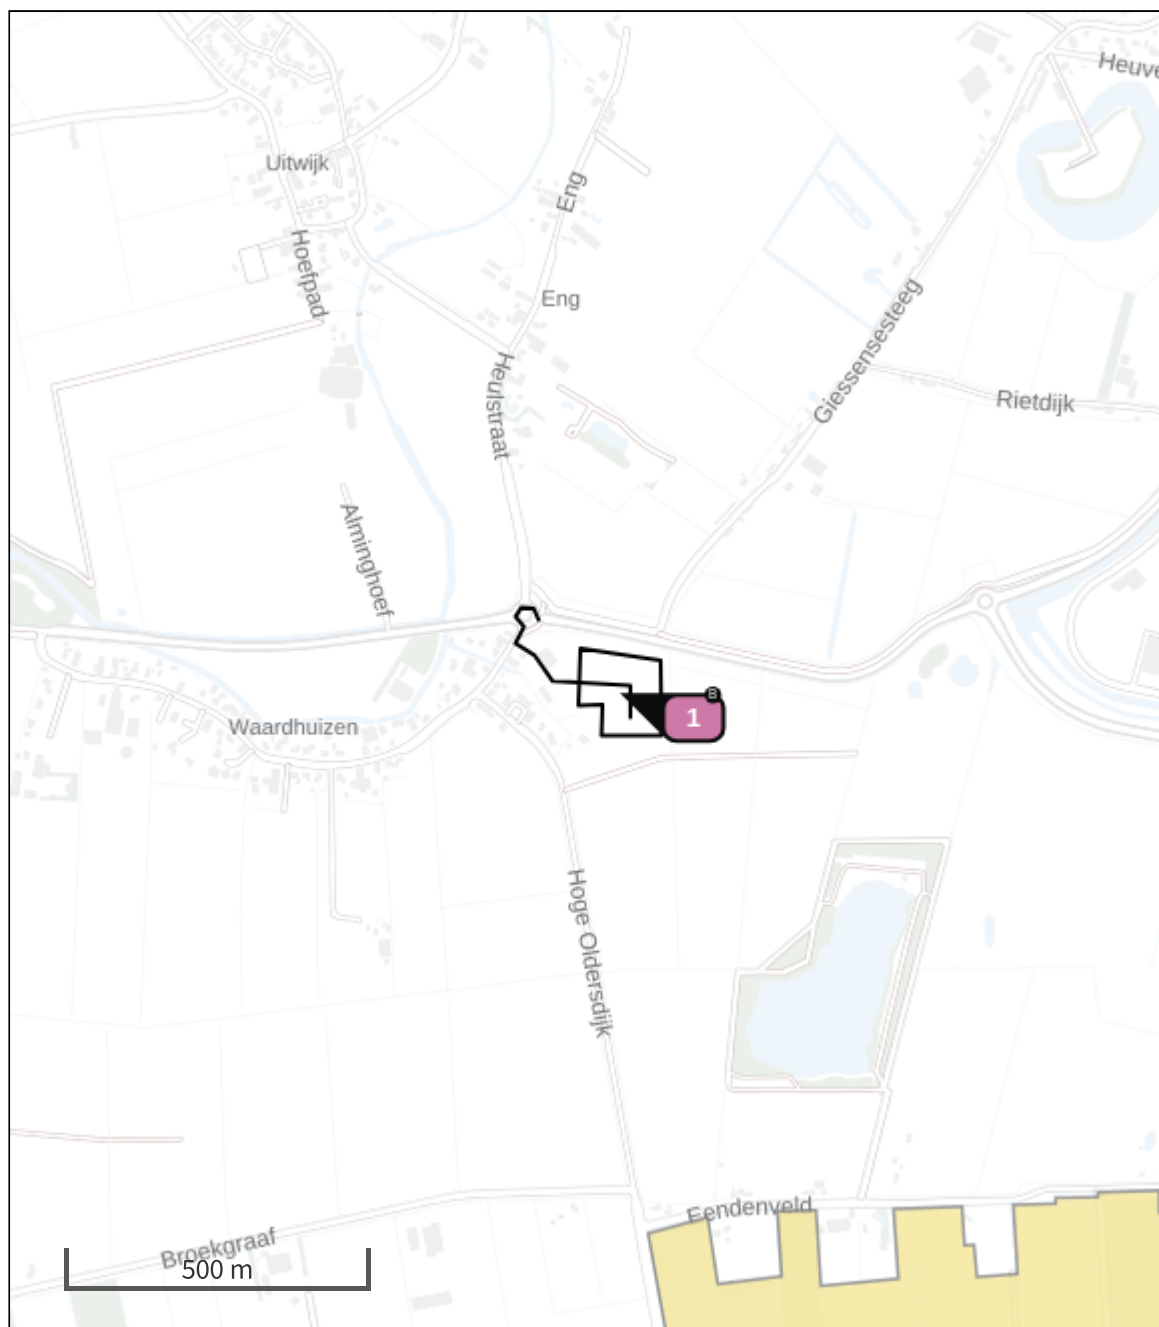 Heuve
Uitwijk
Eng
Hoefpad
Eng
Giessensesteeg
Heulstraat
Rietdijk
Alminghoef
B
1
Waardhuizen
Hoge Oldersdijk
Eendenveld
Broekgraaf
500 m